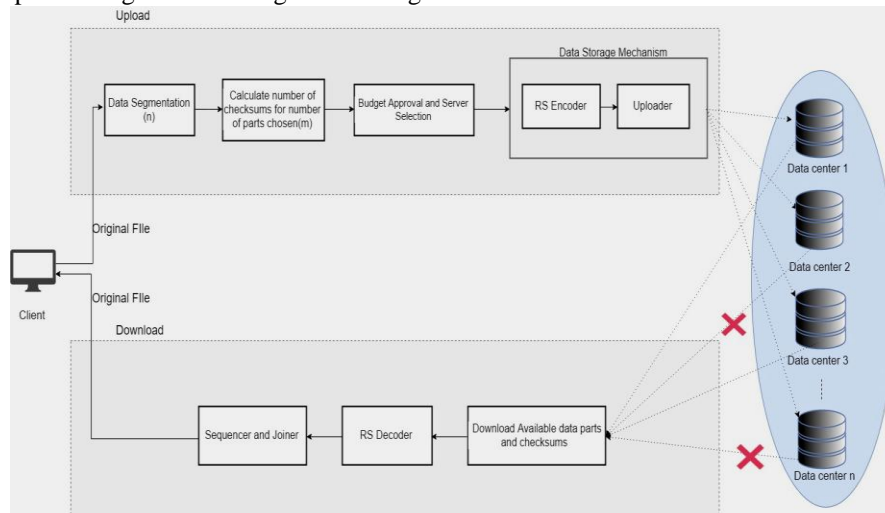 Upload
Data Storage Mechanism
Data Segmentation
(n)
Calculate number of
checksums for number
of parts chosen(m)
Budget Approval and Server
Selection
RS Encoder
Uploader
Data center 1
Original FIle
Data center 2
Original FIle
Client
Download
Data center 3
Sequencer and Joiner
RS Decoder
Download Available data parts
and checksums
Data center n